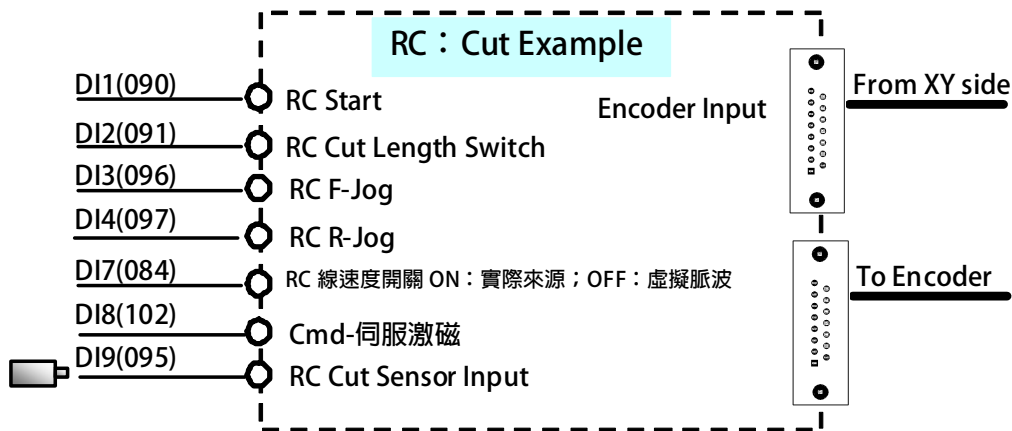 RC：Cut Example
DI1(090)
RC Start
Encoder Input
From XY side
DI2(091)
RC Cut Length Switch
DI3(096)
RC F-Jog
DI4(097)
RC R-Jog
DI7(084)
RC 線速度開關 ON：實際來源；OFF：虛擬脈波
To Encoder
DI8(102)
Cmd-伺服激磁
DI9(095)
RC Cut Sensor Input